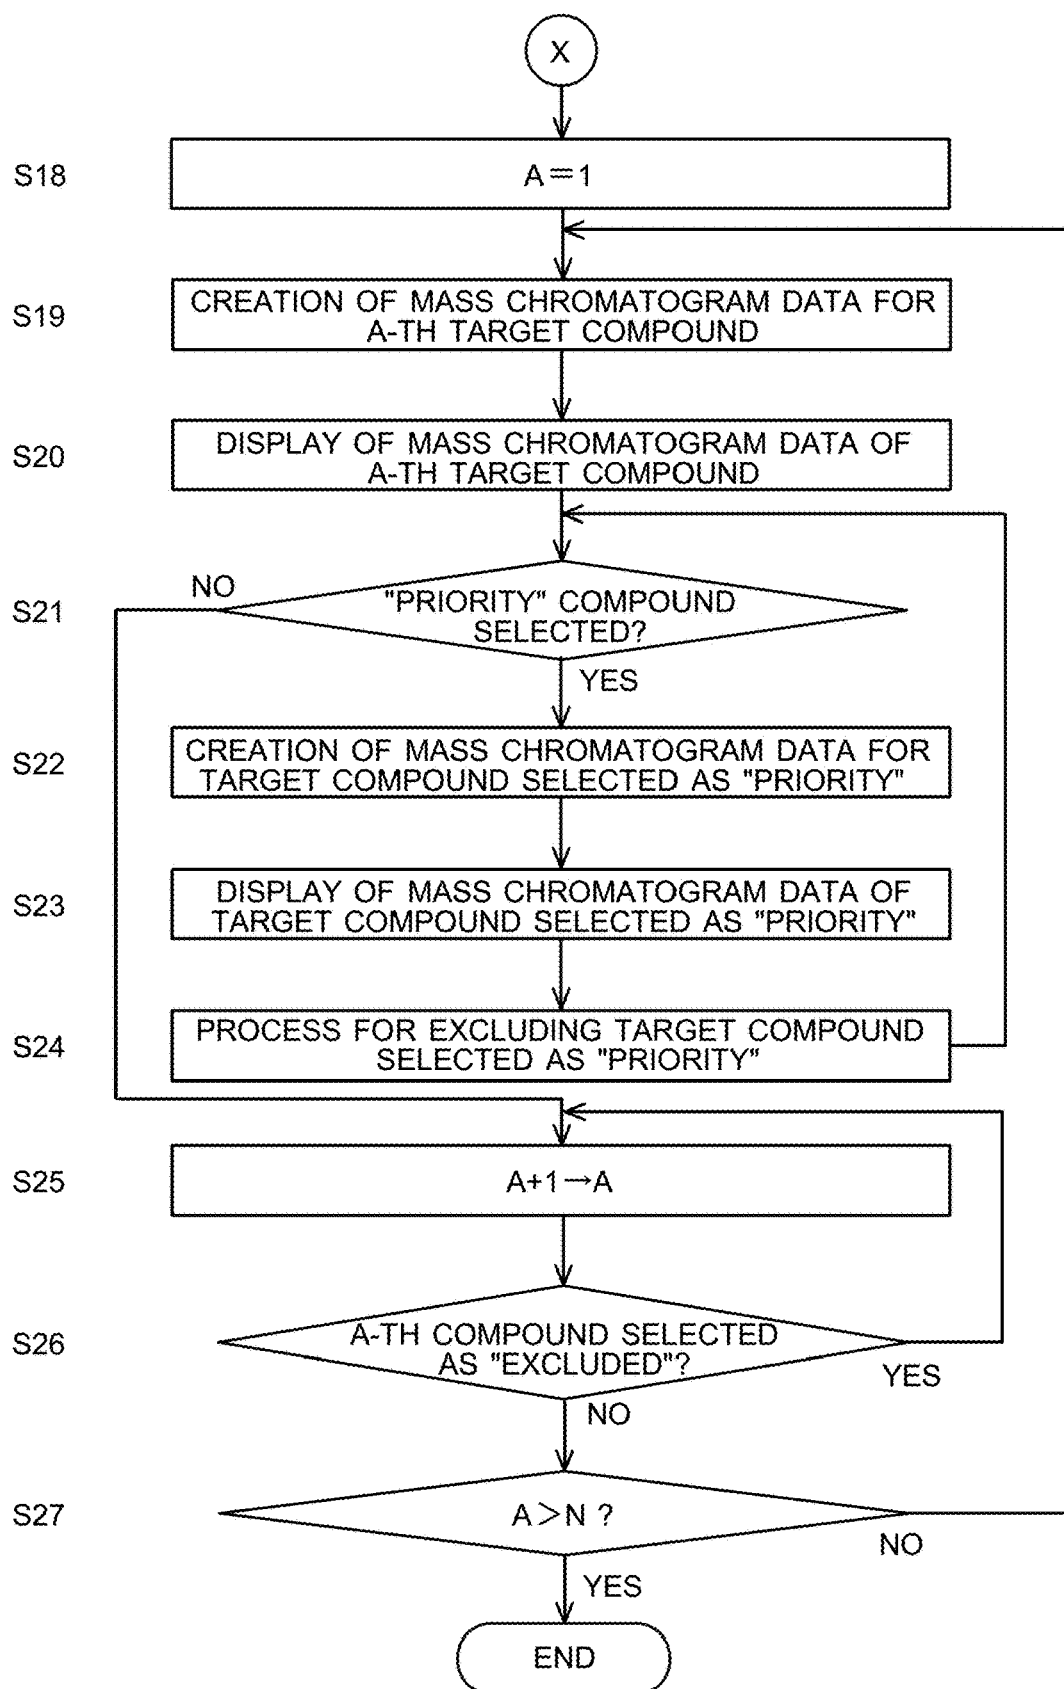 X
S18
A=1
S19
CREATION OF MASS CHROMATOGRAM DATA FOR
A-TH TARGET COMPOUND
S20
DISPLAY OF MASS CHROMATOGRAM DATA OF
A-TH TARGET COMPOUND
NO
S21
"PRIORITY" COMPOUND
SELECTED?
YES
S22
CREATION OF MASS CHROMATOGRAM DATA FOR
TARGET COMPOUND SELECTED AS "PRIORITY"
S23
DISPLAY OF MASS CHROMATOGRAM DATA OF
TARGET COMPOUND SELECTED AS "PRIORITY"
S24
PROCESS FOR EXCLUDING TARGET COMPOUND
SELECTED AS "PRIORITY"
S25
A+1→A
S26
A-TH COMPOUND SELECTED
AS "EXCLUDED"?
YES
NO
S27
A>N ?
NO
YES
END